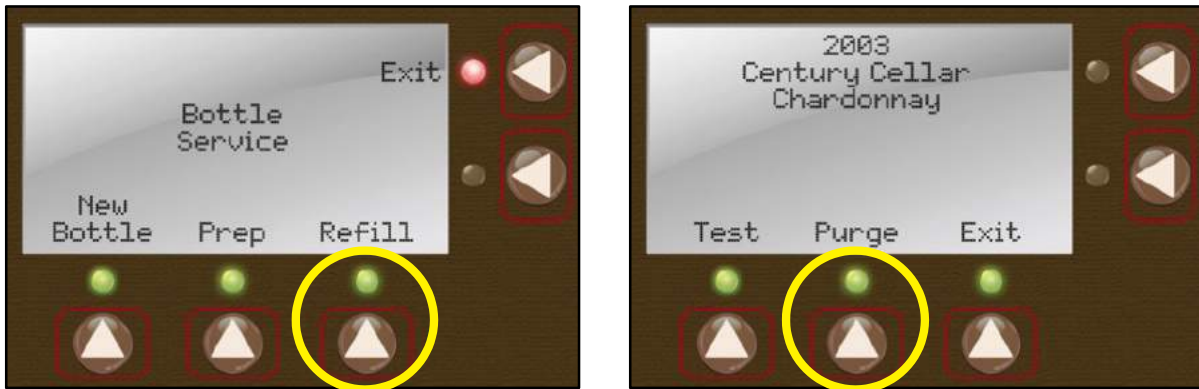 Exit
Bottle
Service
New
Bottle Prep Refill
2003
Century Cellar
Chardonnay
Test Purge Exit